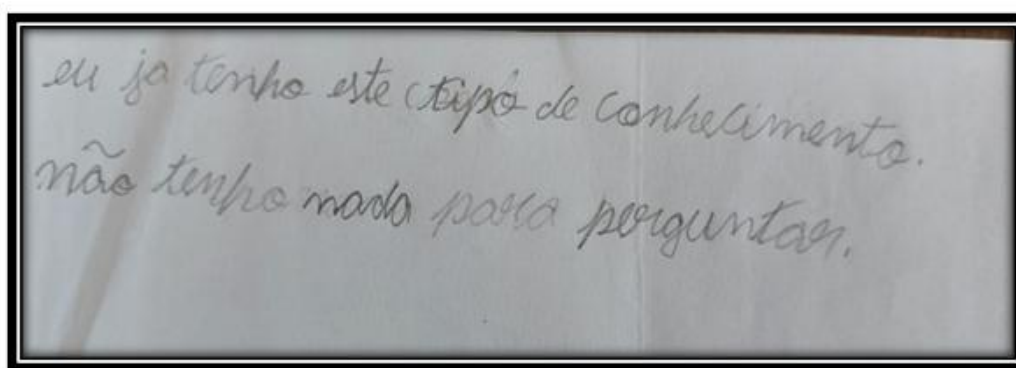 eu ja tenho este tipo de conhecimento.
não tenho nada para perguntar.